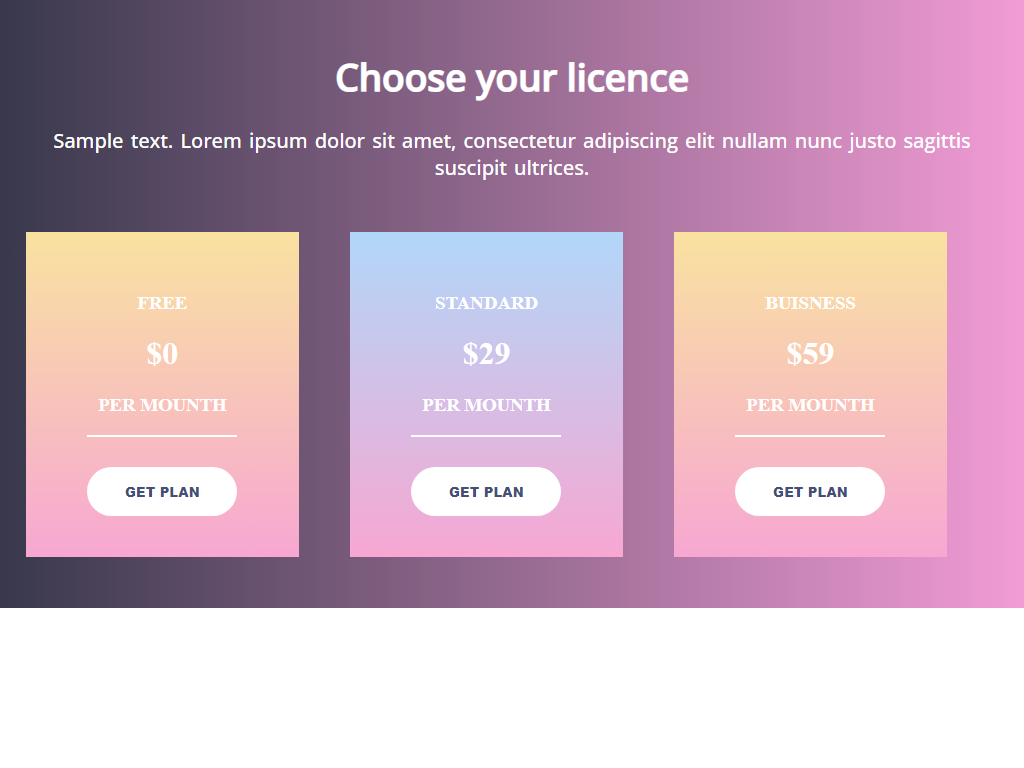 Choose your licence
Sample text. Lorem ipsum dolor sit amet, consectetur adipiscing elit nullam nunc justo sagittis
suscipit ultrices.
FREE
$0
PER MOUNTH
GET PLAN
STANDARD
$29
PER MOUNTH
GET PLAN
BUISNESS
$59
PER MOUNTH
GET PLAN